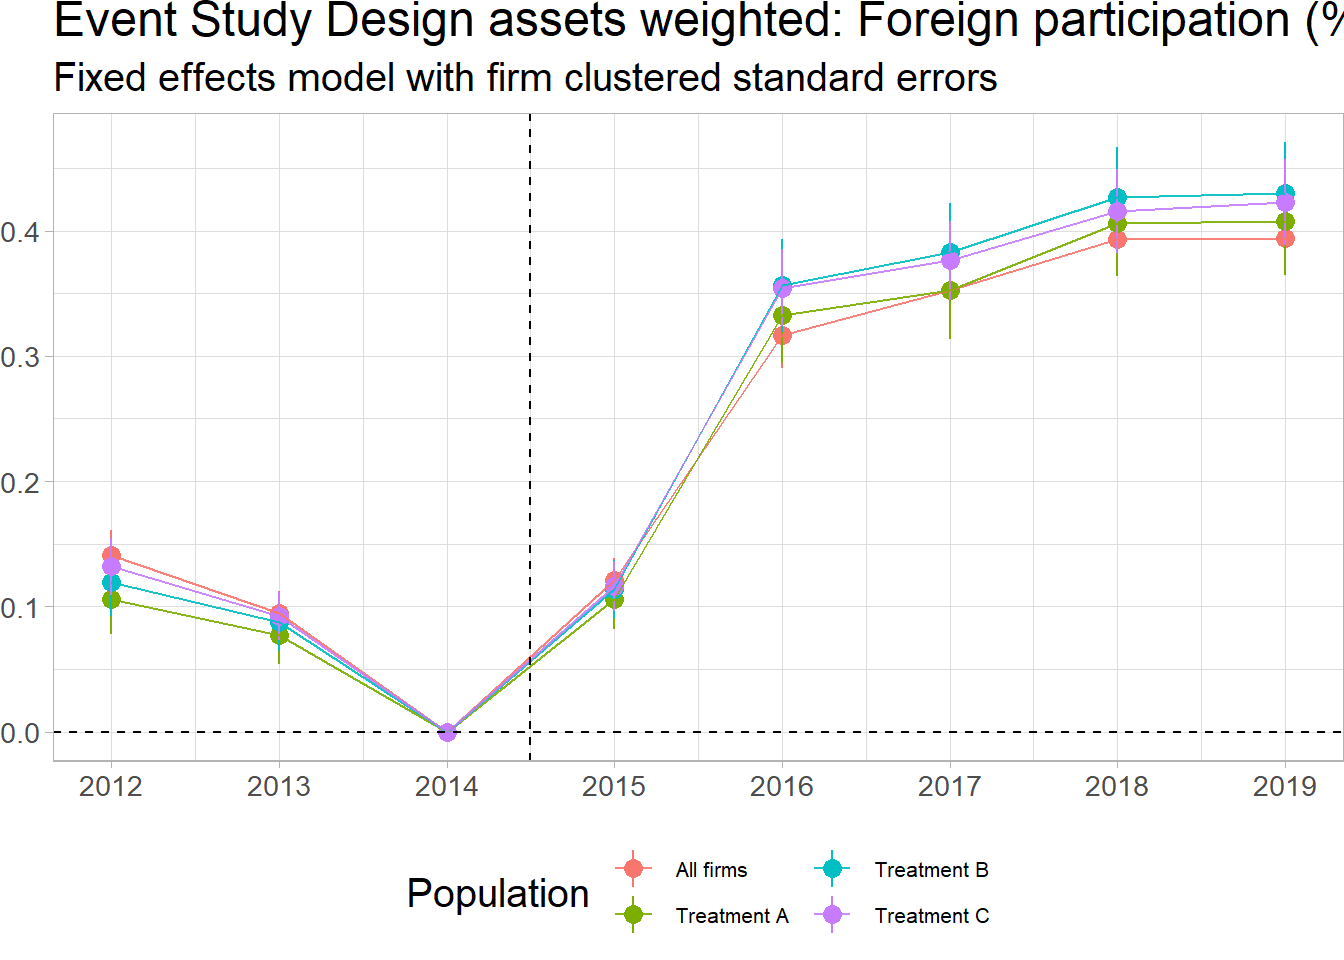 Event Study Design assets weighted: Foreign participation (%
Fixed effects model with firm clustered standard errors
0.4
0.3
0.2
0.1
0.0
2012 2013 2014 2015 2016 2017 2018 2019
Population
All firms
Treatment A
Treatment B
Treatment C